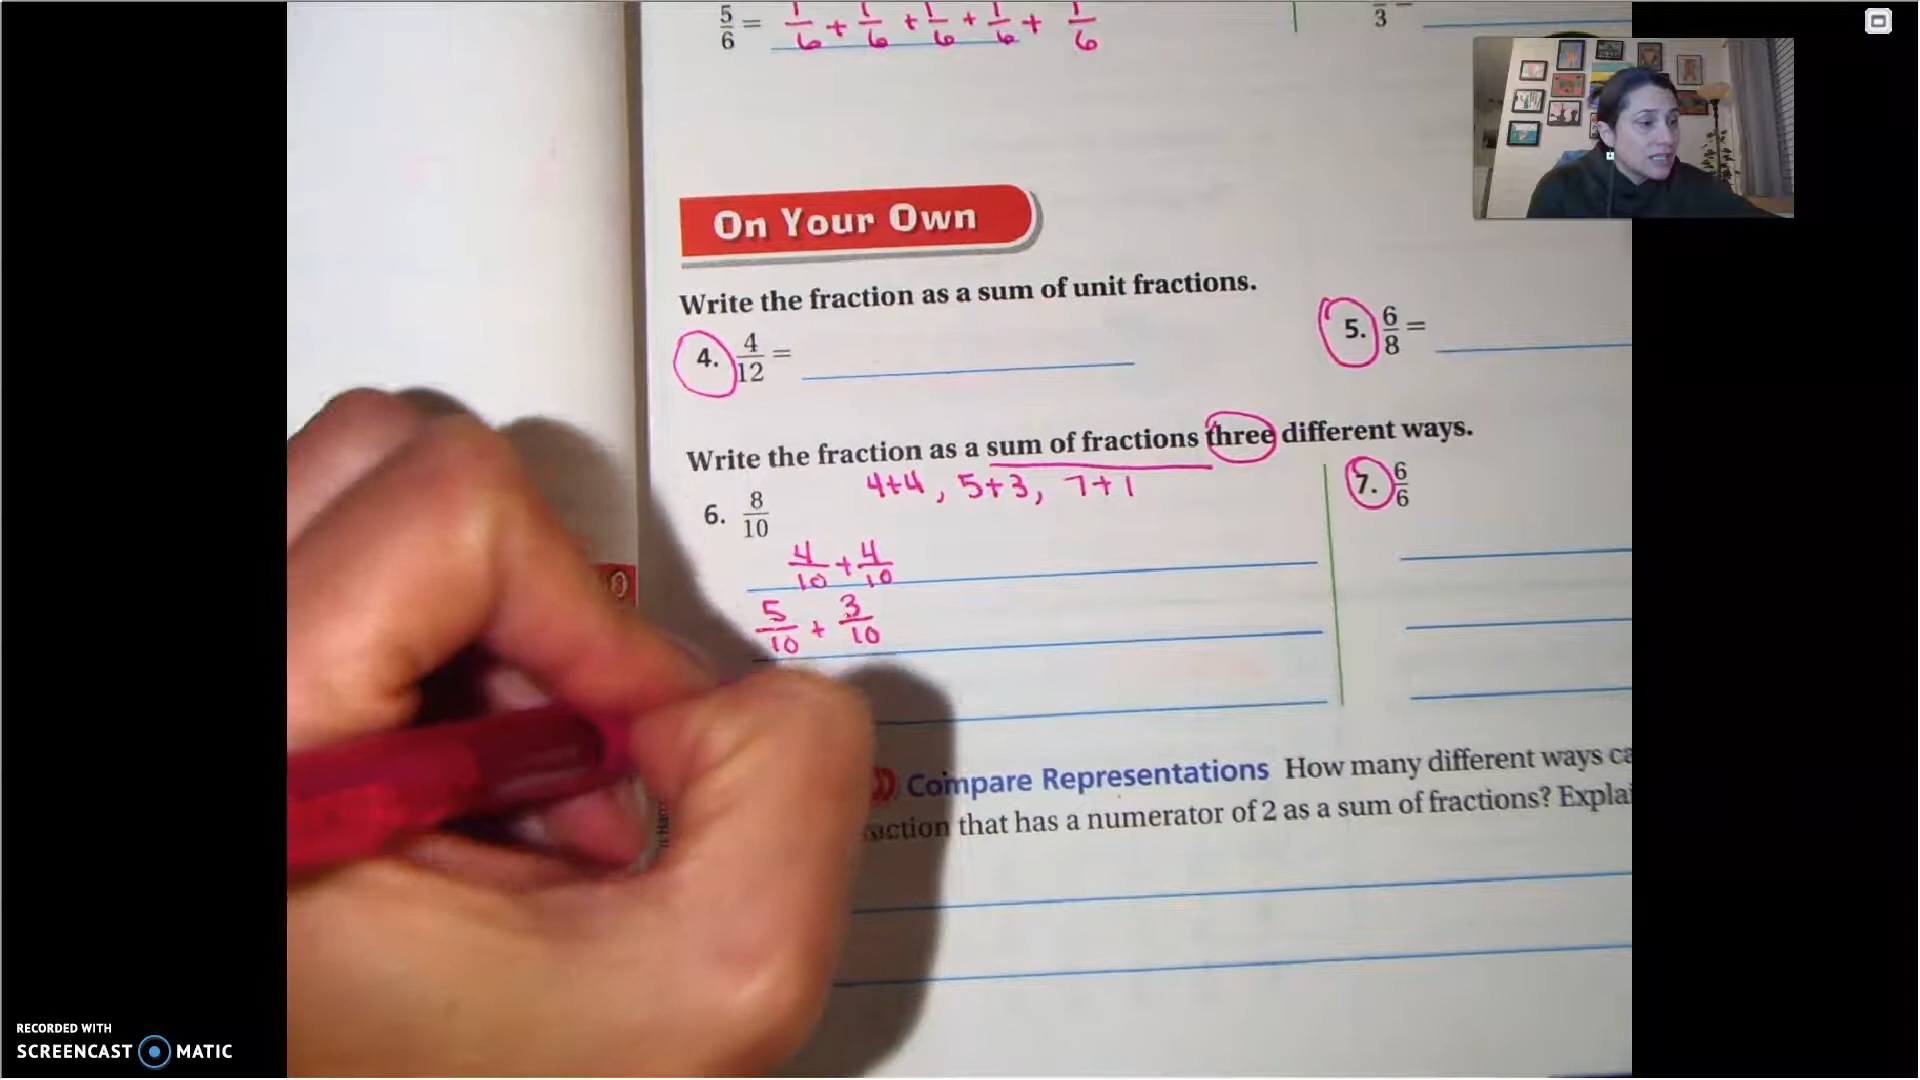 5/6 = 1/6 + 1/6 + 1/6 + 1/6 + 1/6
3
On Your Own
Write the fraction as a sum of unit fractions.
4. 4/12 =
5. 6/8 =
Write the fraction as a sum of fractions three different ways.
4+4, 5+3, 7+1
6. 8/10
7. 6/6
4/10 + 4/10
5/10 + 3/10
Compare Representations How many different ways
that has a numerator of 2 as a sum of fractions?
RECORDED WITH
SCREENCAST MATIC